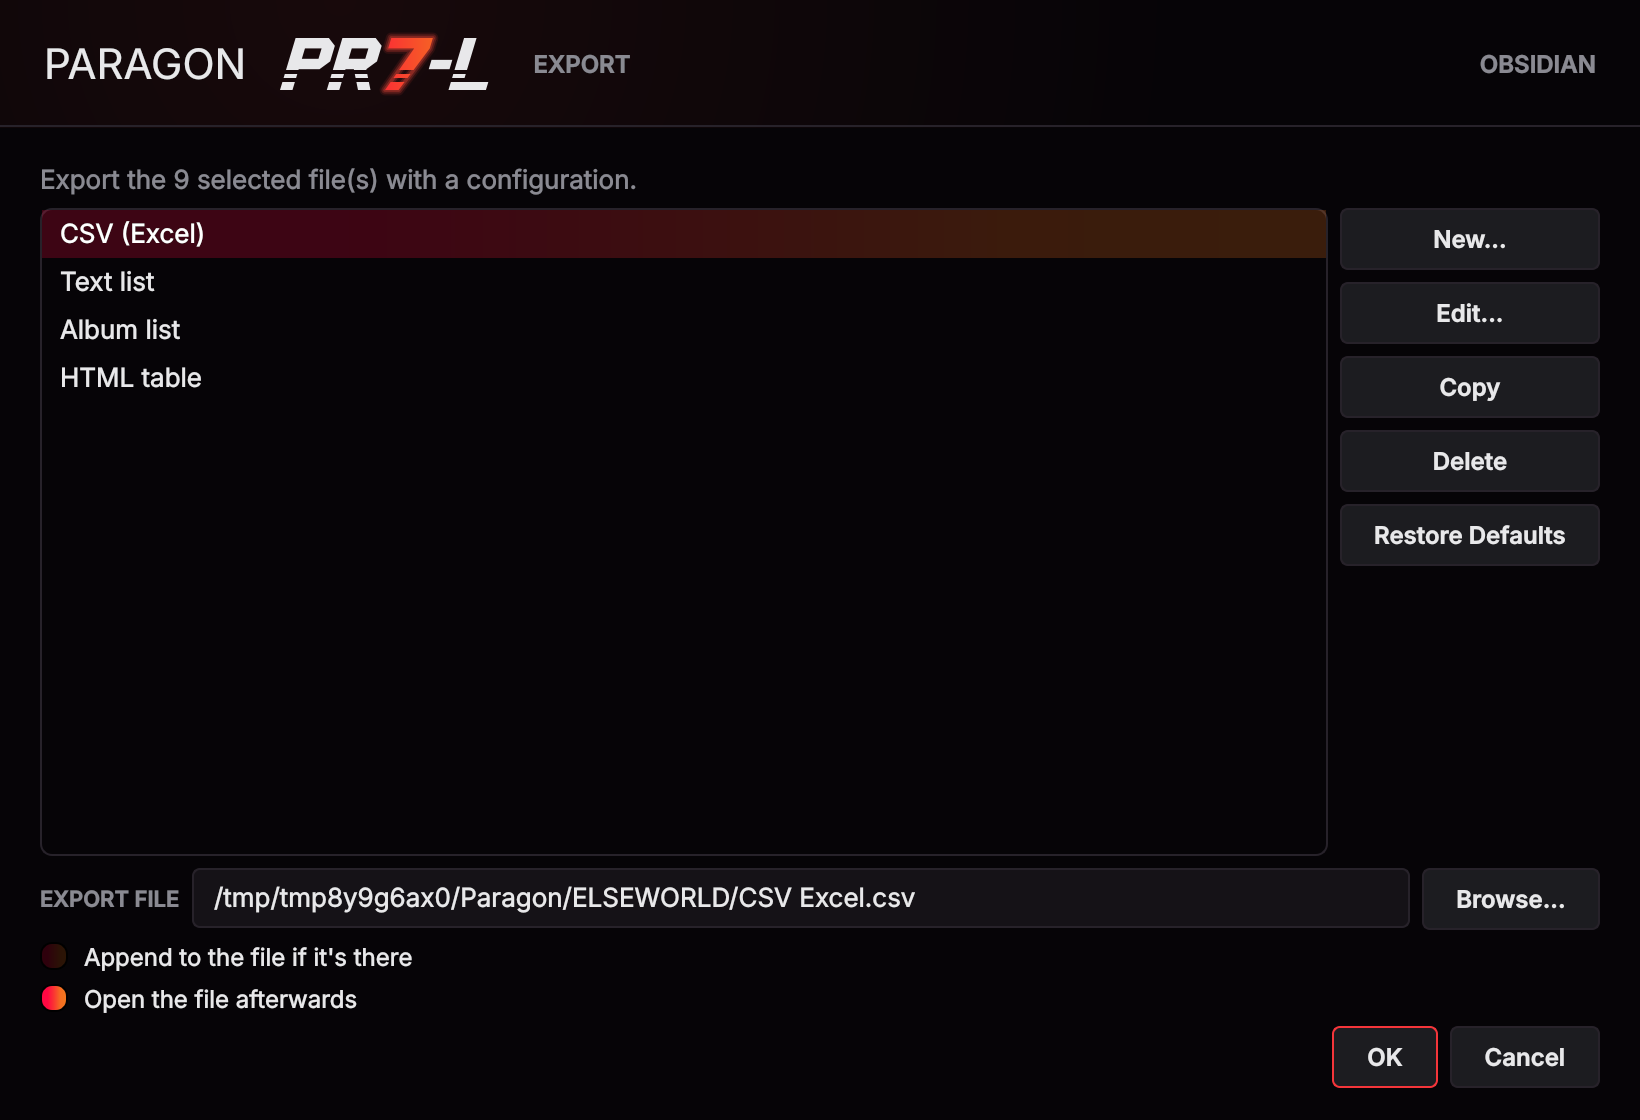 PARAGON PR7-L EXPORT OBSIDIAN
Export the 9 selected file(s) with a configuration.
CSV (Excel)
Text list
Album list
HTML table
New...
Edit...
Copy
Delete
Restore Defaults
EXPORT FILE /tmp/tmp8y9g6ax0/Paragon/ELSEWORLD/CSV Excel.csv Browse...
Append to the file if it's there
Open the file afterwards
OK Cancel